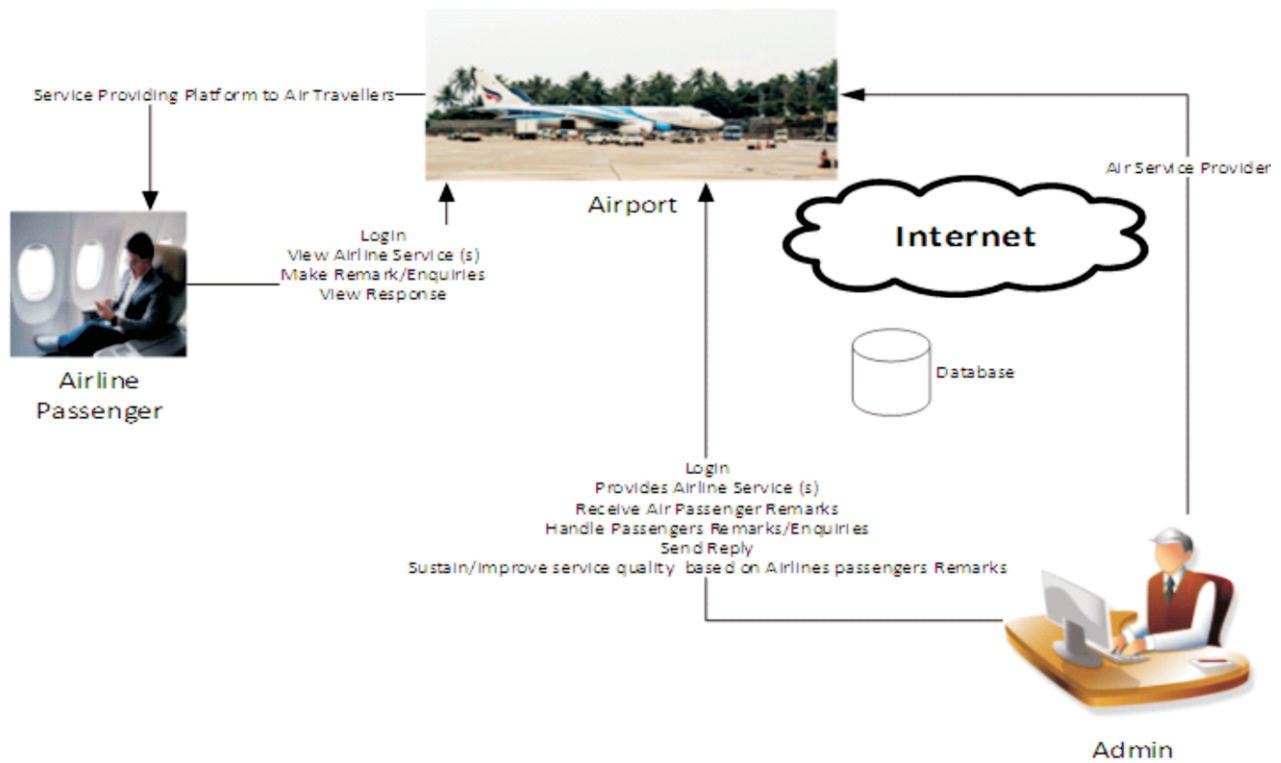 Service Providing Platform to Air Travellers
Air Service Provider
Airport
Internet
Login
View Airline Service (s)
Make Remark/Enquiries
View Response
Database
Airline
Passenger
Login
Provides Airline Service (s)
Receive Air Passenger Remarks
Handle Passengers Remarks/Enquiries
Send Reply
Sustain/improve service quality based on Airlines passengers Remarks
Admin